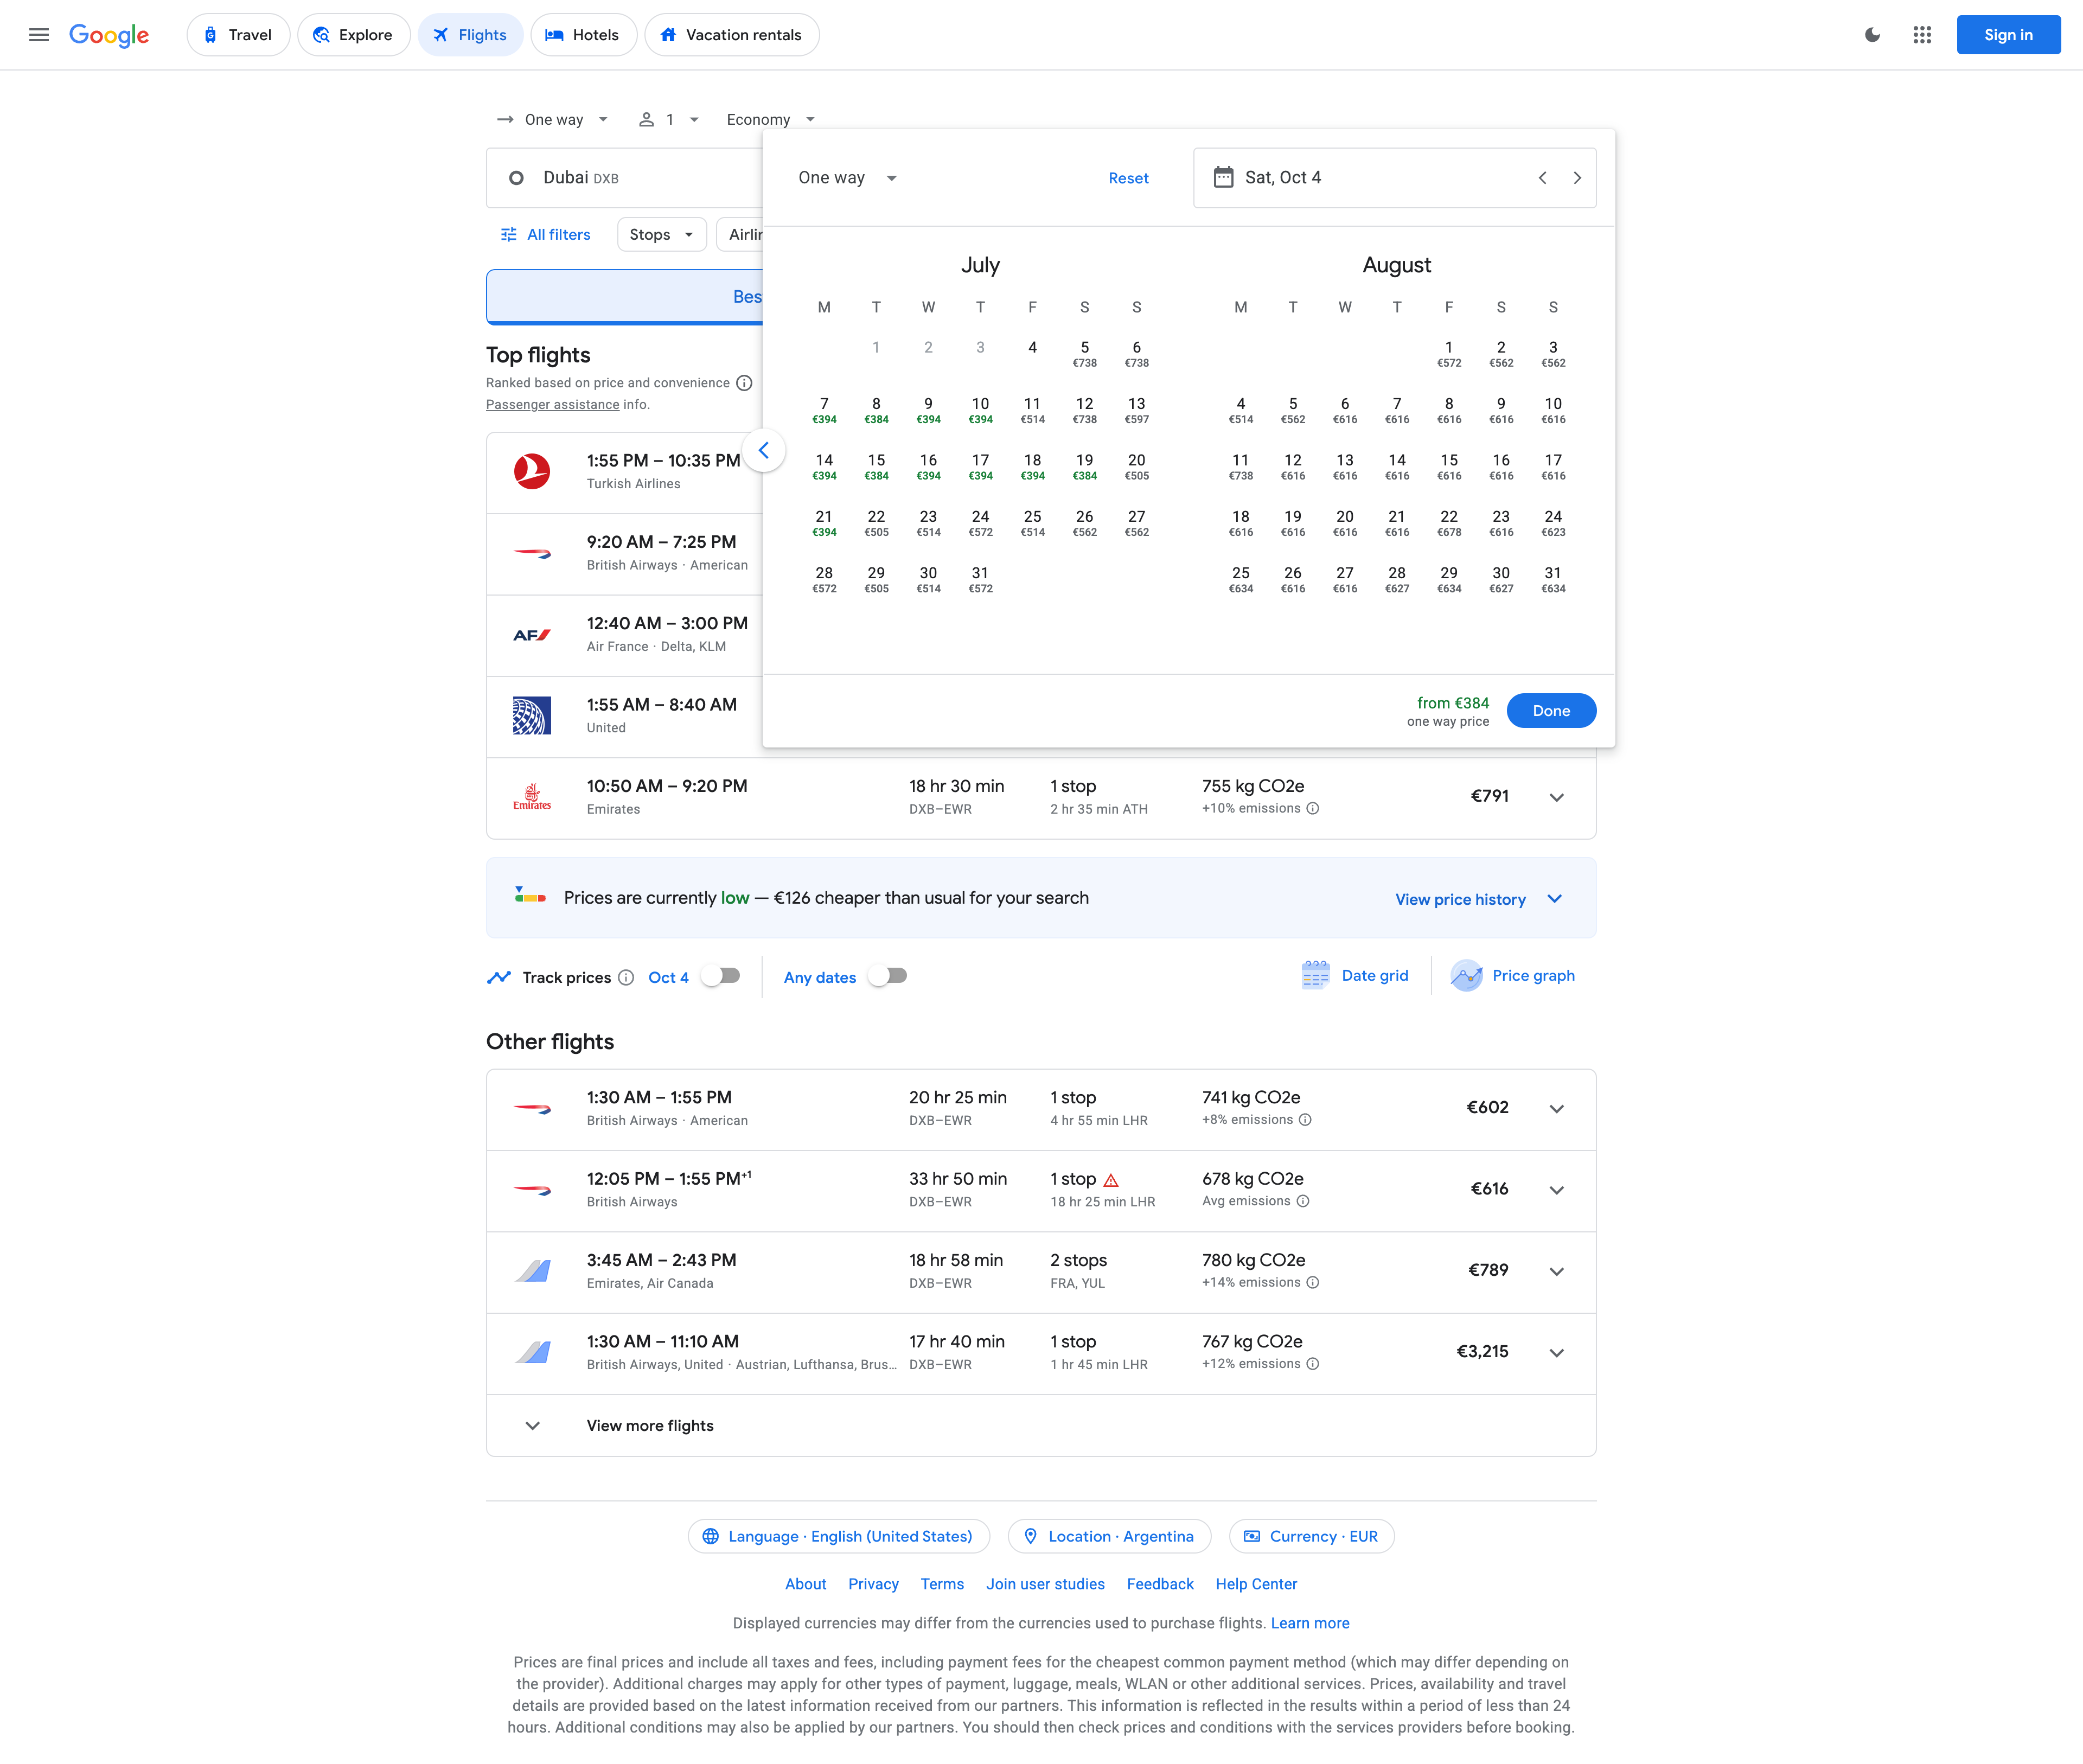 Google
Travel
Explore
Flights
Hotels
Vacation rentals
Sign in
One way
1
Economy
Dubai DXB
One way
Reset
Sat, Oct 4
All filters
Stops
Airlin
July
August
M T W T F S S
M T W T F S S
Bes
1 2 3 4 5 6
€738 €738
1 2 3
€572 €562 €562
Top flights
Ranked based on price and convenience
Passenger assistance info.
7 8 9 10 11 12 13
€394 €384 €394 €394 €514 €738 €597
4 5 6 7 8 9 10
€514 €562 €616 €616 €616 €616 €616
14 15 16 17 18 19 20
€394 €384 €394 €394 €394 €384 €505
11 12 13 14 15 16 17
€738 €616 €616 €616 €616 €616 €616
21 22 23 24 25 26 27
€394 €505 €514 €572 €514 €562 €562
18 19 20 21 22 23 24
€616 €616 €616 €616 €678 €616 €623
28 29 30 31
€572 €505 €514 €572
25 26 27 28 29 30 31
€634 €616 €616 €627 €634 €627 €634
from €384
one way price
Done
1:55 PM – 10:35 PM
Turkish Airlines
9:20 AM – 7:25 PM
British Airways · American
AF
12:40 AM – 3:00 PM
Air France · Delta, KLM
1:55 AM – 8:40 AM
United
Emirates
10:50 AM – 9:20 PM
Emirates
18 hr 30 min
DXB–EWR
1 stop
2 hr 35 min ATH
755 kg CO2e
+10% emissions
€791
Prices are currently low — €126 cheaper than usual for your search
View price history
Track prices
Oct 4
Any dates
Date grid
Price graph
Other flights
1:30 AM – 1:55 PM
British Airways · American
20 hr 25 min
DXB–EWR
1 stop
4 hr 55 min LHR
741 kg CO2e
+8% emissions
€602
12:05 PM – 1:55 PM+1
British Airways
33 hr 50 min
DXB–EWR
1 stop
18 hr 25 min LHR
678 kg CO2e
Avg emissions
€616
3:45 AM – 2:43 PM
Emirates, Air Canada
18 hr 58 min
DXB–EWR
2 stops
FRA, YUL
780 kg CO2e
+14% emissions
€789
1:30 AM – 11:10 AM
British Airways, United · Austrian, Lufthansa, Brus...
17 hr 40 min
DXB–EWR
1 stop
1 hr 45 min LHR
767 kg CO2e
+12% emissions
€3,215
View more flights
Language · English (United States)
Location · Argentina
Currency · EUR
About
Privacy
Terms
Join user studies
Feedback
Help Center
Displayed currencies may differ from the currencies used to purchase flights. Learn more
Prices are final prices and include all taxes and fees, including payment fees for the cheapest common payment method (which may differ depending on
the provider). Additional charges may apply for other types of payment, luggage, meals, WLAN or other additional services. Prices, availability and travel
details are provided based on the latest information received from our partners. This information is reflected in the results within a period of less than 24
hours. Additional conditions may also be applied by our partners. You should then check prices and conditions with the services providers before booking.